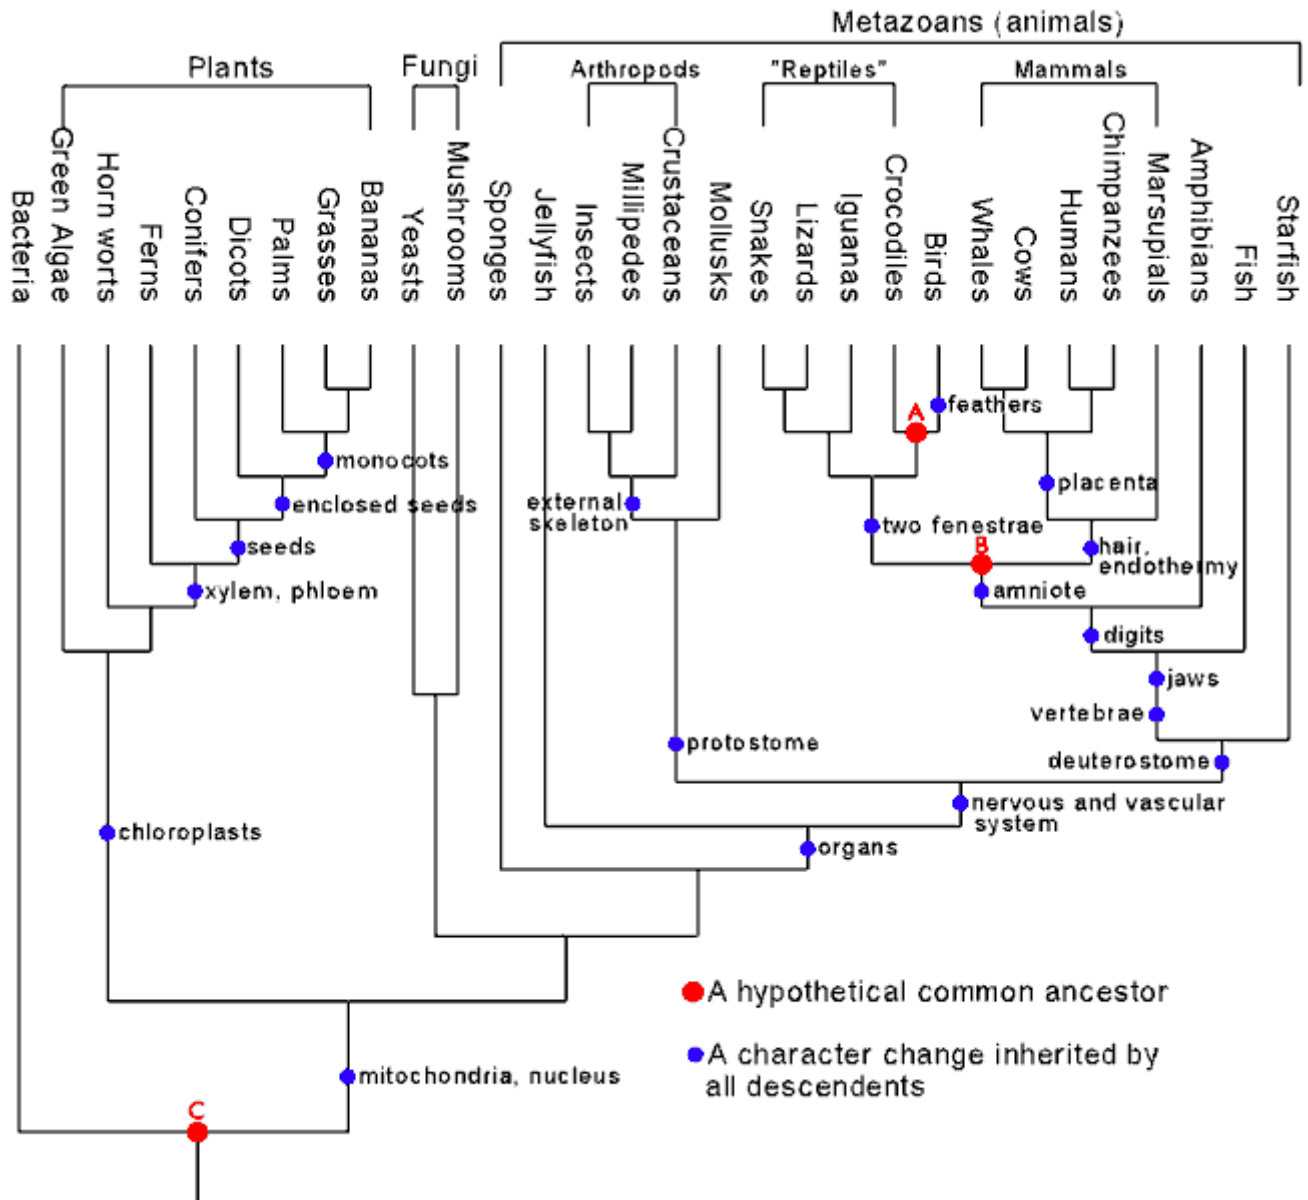 Metazoans (animals)
Plants
Fungi
Arthropods
"Reptiles"
Mammals
Bacteria
Green Algae
Horn worts
Ferns
Conifers
Dicots
Palms
Grasses
Bananas
Yeasts
Mushrooms
Sponges
Jellyfish
Insects
Millipedes
Crustaceans
Mollusks
Snakes
Lizards
Iguanas
Crocodiles
Birds
Whales
Cows
Humans
Chimpanzees
Marsupials
Amphibians
Fish
Starfish
A
feathers
monocots
placenta
enclosed seeds
external
skeleton
two fenestrae
seeds
B
hair,
endothermy
xylem, phloem
amniote
digits
jaws
vertebrae
protostome
deuterostome
nervous and vascular
system
chloroplasts
organs
A hypothetical common ancestor
A character change inherited by
all descendents
mitochondria, nucleus
C